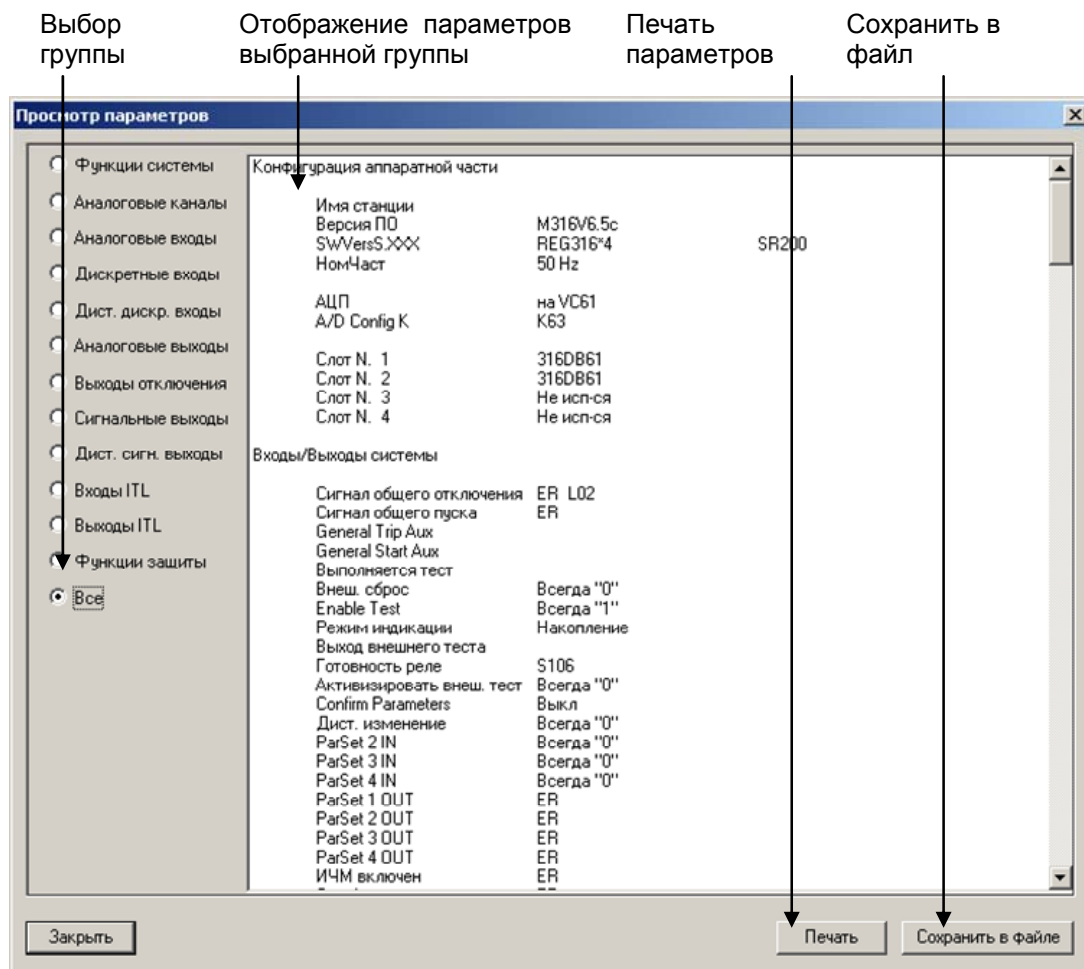 Выбор группы
Отображение параметров выбранной группы
Печать параметров
Сохранить в файл
Просмотр параметров
Функции системы
Аналоговые каналы
Аналоговые входы
Дискретные входы
Дист. дискр. входы
Аналоговые выходы
Выходы отключения
Сигнальные выходы
Дист. сигн. выходы
Входы ITL
Выходы ITL
Функции защиты
Все
Конфигурация аппаратной части
Имя станции
Версия ПО M316V6.5c
SWVersS.XXX REG316*4 SR200
НомЧаст 50 Hz
АЦП на VC61
A/D Config K K63
Слот N. 1 316DB61
Слот N. 2 316DB61
Слот N. 3 Не исп-ся
Слот N. 4 Не исп-ся
Входы/Выходы системы
Сигнал общего отключения ER L02
Сигнал общего пуска ER
General Trip Aux
General Start Aux
Выполняется тест
Внеш. сброс Всегда "0"
Enable Test Всегда "1"
Режим индикации Накопление
Выход внешнего теста
Готовность реле S106
Активизировать внеш. тест Всегда "0"
Confirm Parameters Выкл
Дист. изменение Всегда "0"
ParSet 2 IN Всегда "0"
ParSet 3 IN Всегда "0"
ParSet 4 IN Всегда "0"
ParSet 1 OUT ER
ParSet 2 OUT ER
ParSet 3 OUT ER
ParSet 4 OUT ER
ИЧМ включен ER
Закрыть
Печать
Сохранить в файле